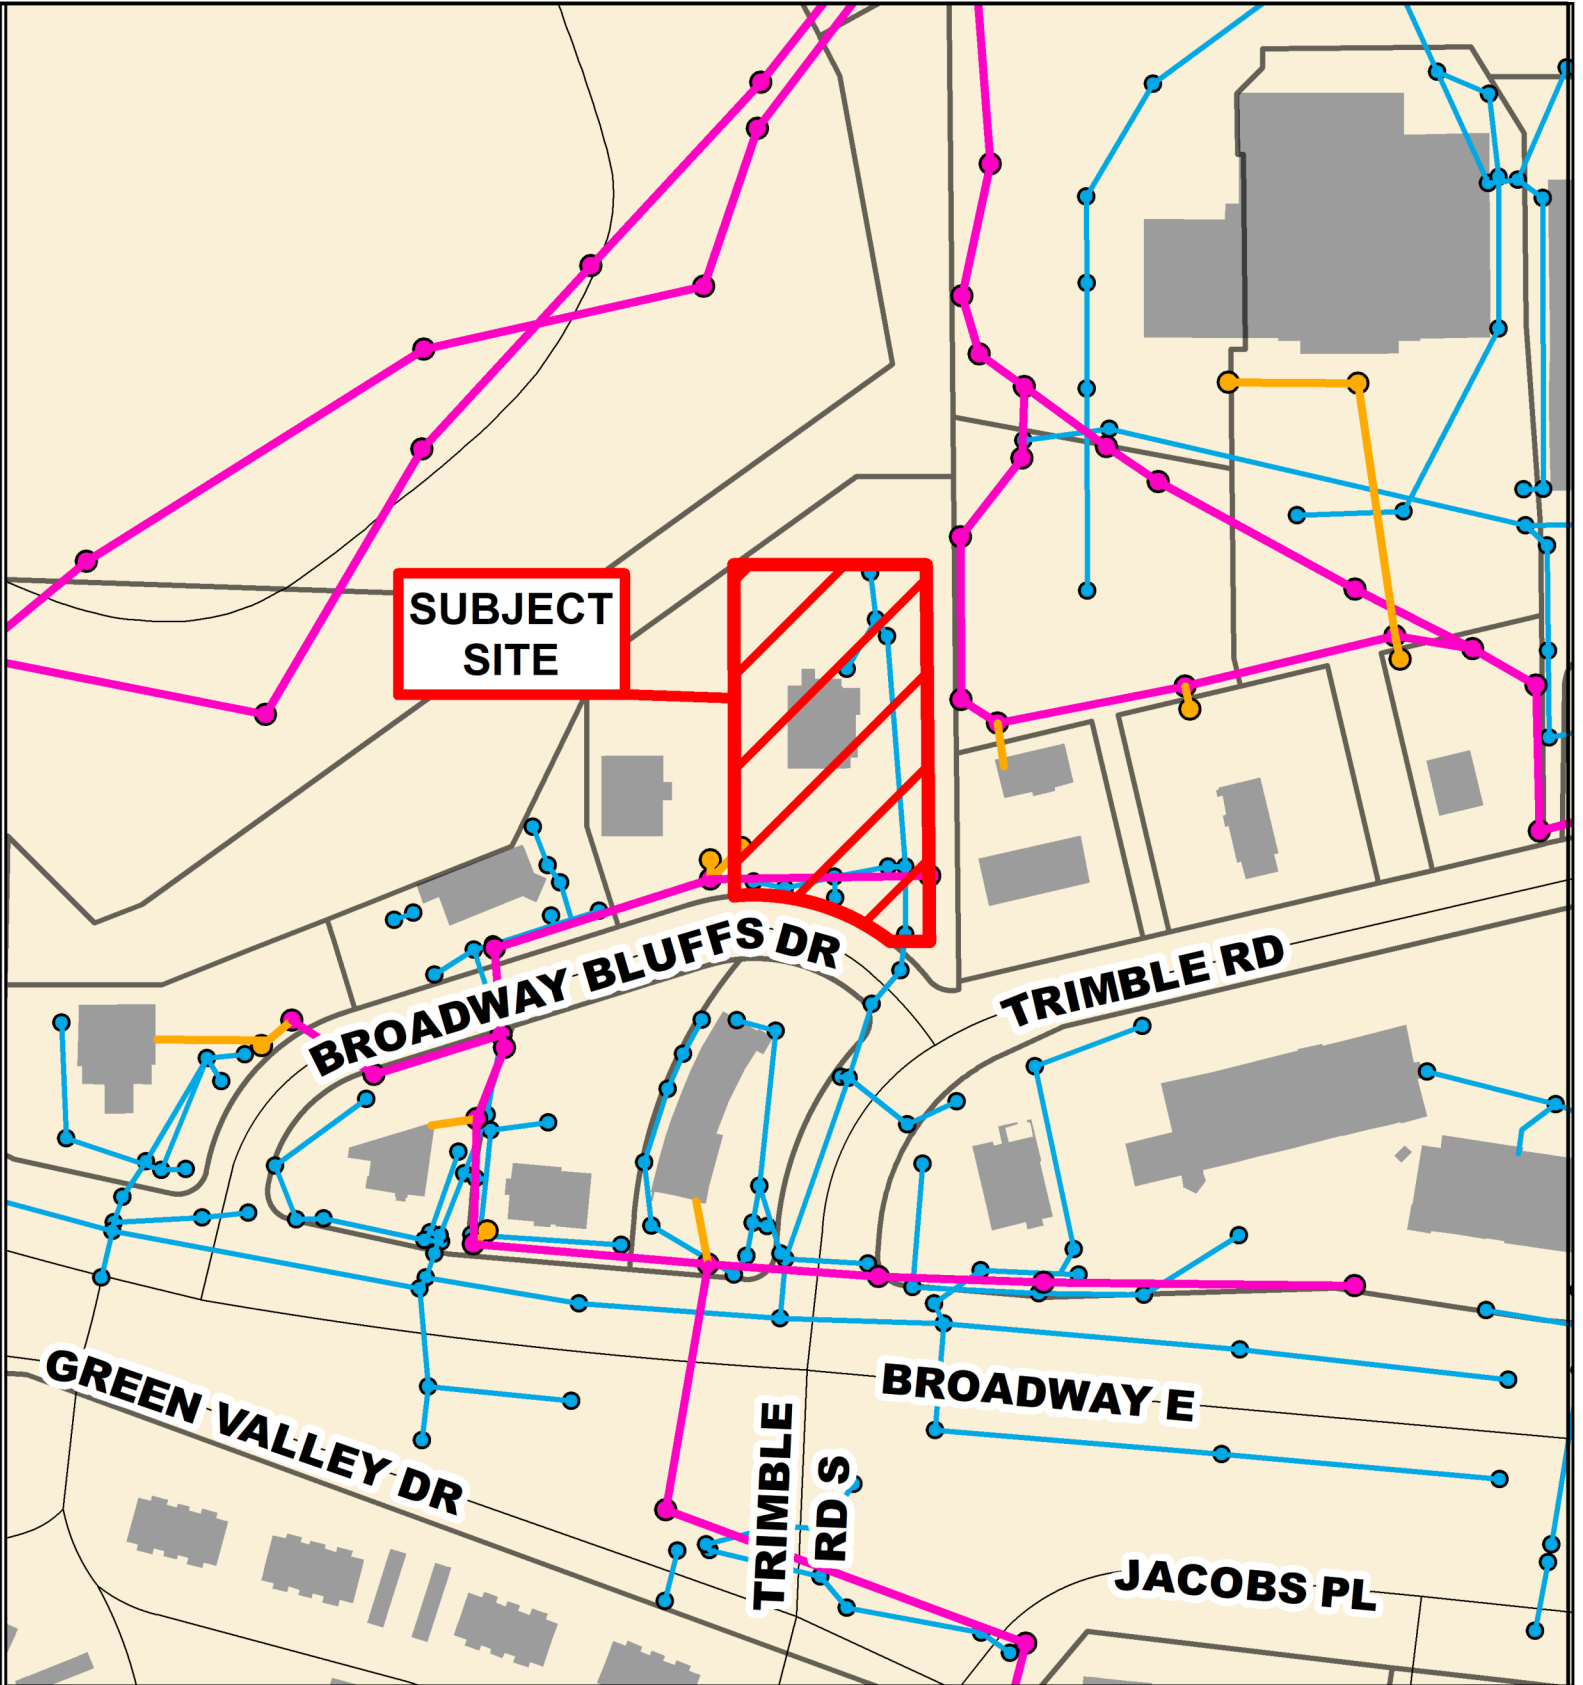 SUBJECT
SITE
BROADWAY BLUFFS DR
TRIMBLE RD
GREEN VALLEY DR
BROADWAY E
TRIMBLE
RD S
JACOBS PL